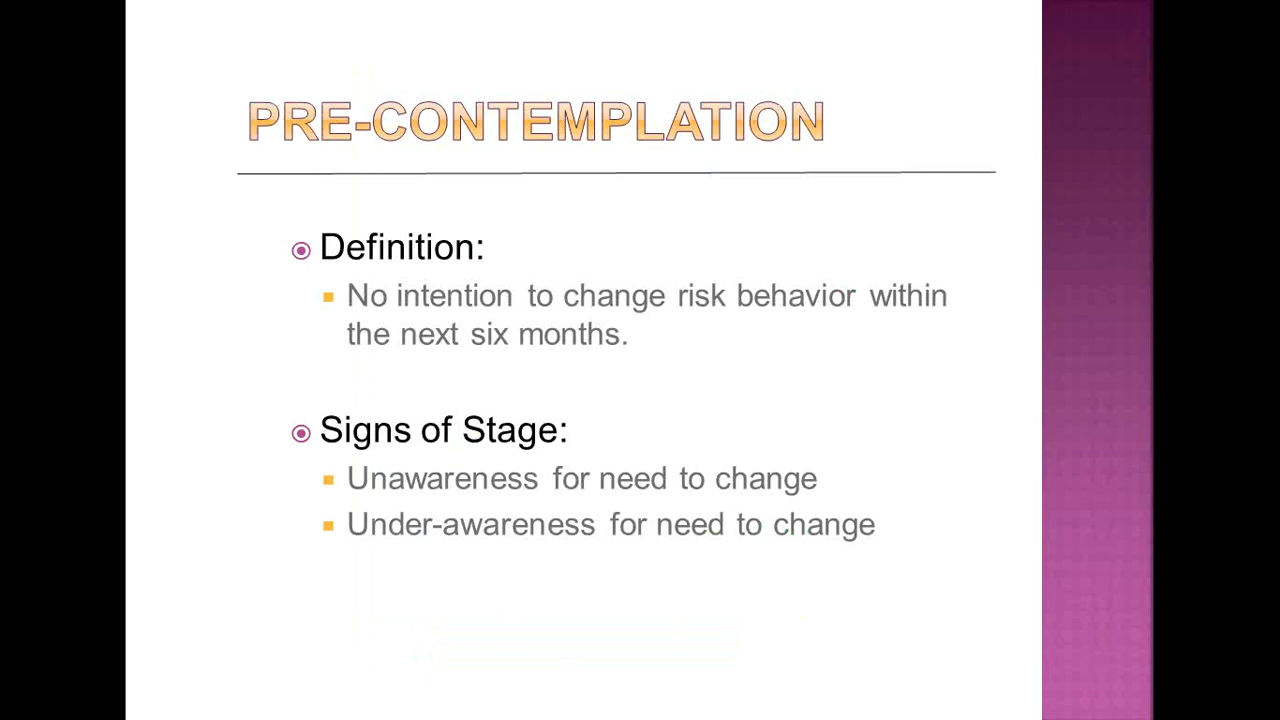 PRE-CONTEMPLATION
Definition:
No intention to change risk behavior within
the next six months.
Signs of Stage:
Unawareness for need to change
Under-awareness for need to change